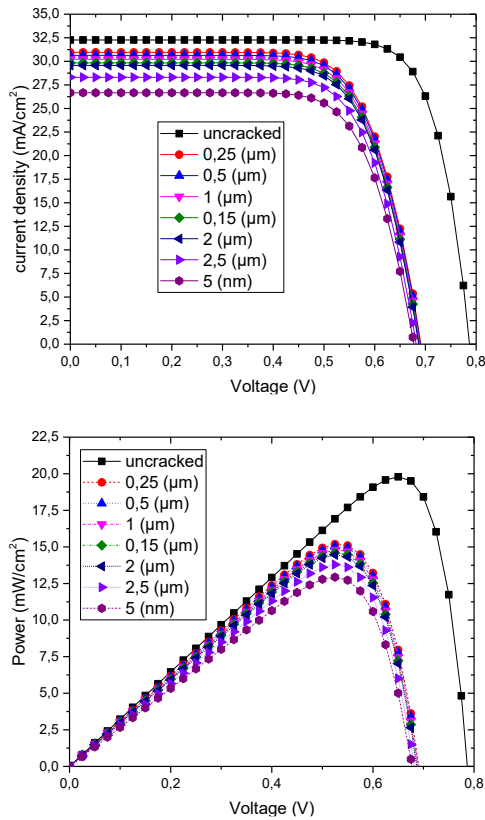 35,0
32,5
30,0
27,5
25,0
22,5
20,0
17,5
15,0
12,5
10,0
7,5
5,0
2,5
0,0
current density (mA/cm²)
uncracked
0,25 (µm)
0,5 (µm)
1 (µm)
0,15 (µm)
2 (µm)
2,5 (µm)
5 (nm)
0,0 0,1 0,2 0,3 0,4 0,5 0,6 0,7 0,8
Voltage (V)
22,5
20,0
17,5
15,0
12,5
10,0
7,5
5,0
2,5
0,0
Power (mW/cm²)
uncracked
0,25 (µm)
0,5 (µm)
1 (µm)
0,15 (µm)
2 (µm)
2,5 (µm)
5 (nm)
0,0 0,2 0,4 0,6 0,8
Voltage (V)